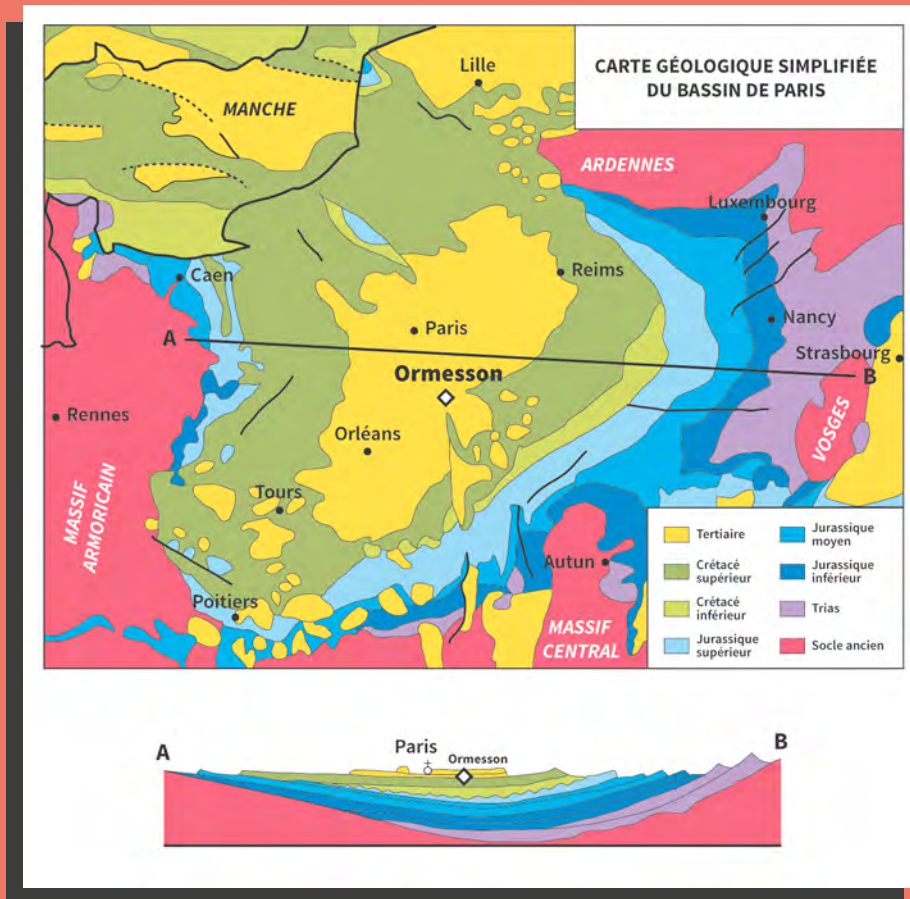 CARTE GÉOLOGIQUE SIMPLIFIÉE
DU BASSIN DE PARIS
Lille
MANCHE
ARDENNES
Luxembourg
Caen
Reims
Paris
Nancy
A
Strasbourg
B
Ormesson
Rennes
Orléans
VOSGES
MASSIF
ARMORICAIN
Tours
Autun
Poitiers
MASSIF
CENTRAL
Tertiaire
Crétacé
supérieur
Crétacé
inférieur
Jurassique
supérieur
Jurassique
moyen
Jurassique
inférieur
Trias
Socle ancien
A
Paris
Ormesson
B